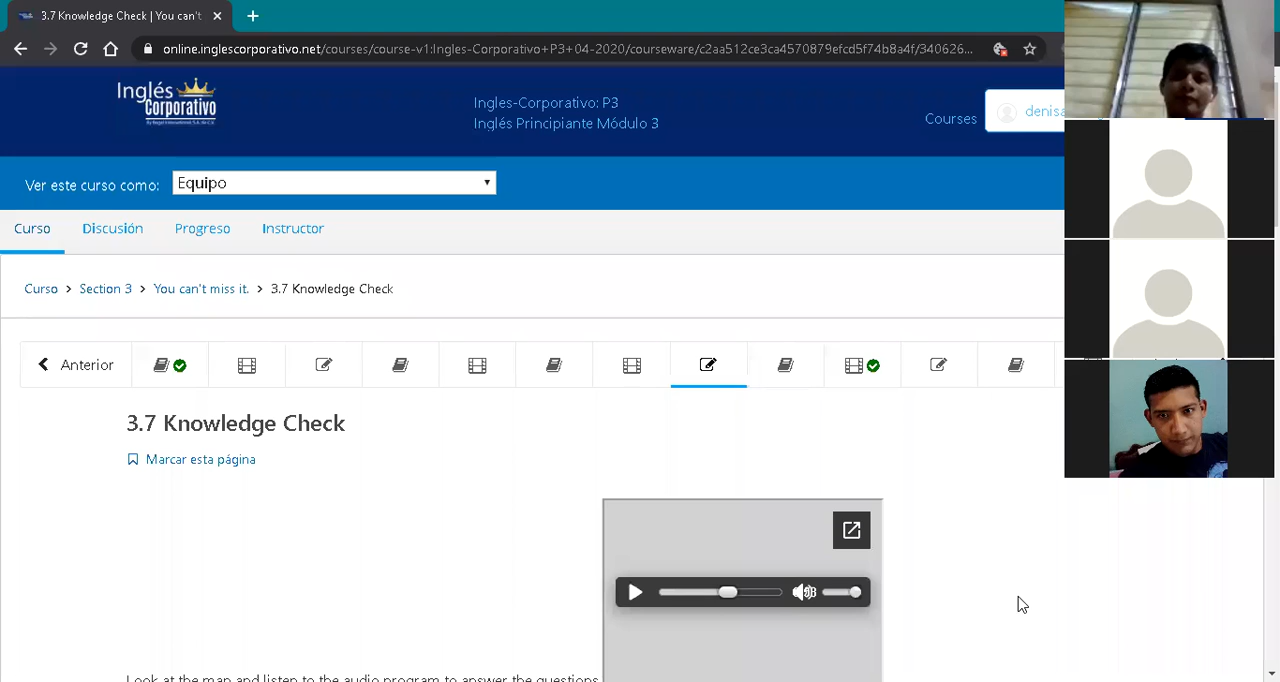 3.7 Knowledge Check | You can't
online.inglescorporativo.net/courses/course-v1:Ingles-Corporativo+P3+04-2020/courseware/c2aa512ce3ca4570879efcd5f74b8a4f/340626...
Inglés
Corporativo
Ingles-Corporativo: P3
Inglés Principiante Módulo 3
Courses
denisa
Ver este curso como:
Equipo
Curso
Discusión
Progreso
Instructor
Curso > Section 3 > You can't miss it. > 3.7 Knowledge Check
Anterior
3.7 Knowledge Check
Marcar esta página
Look at the map and listen to the audio program to answer the questions